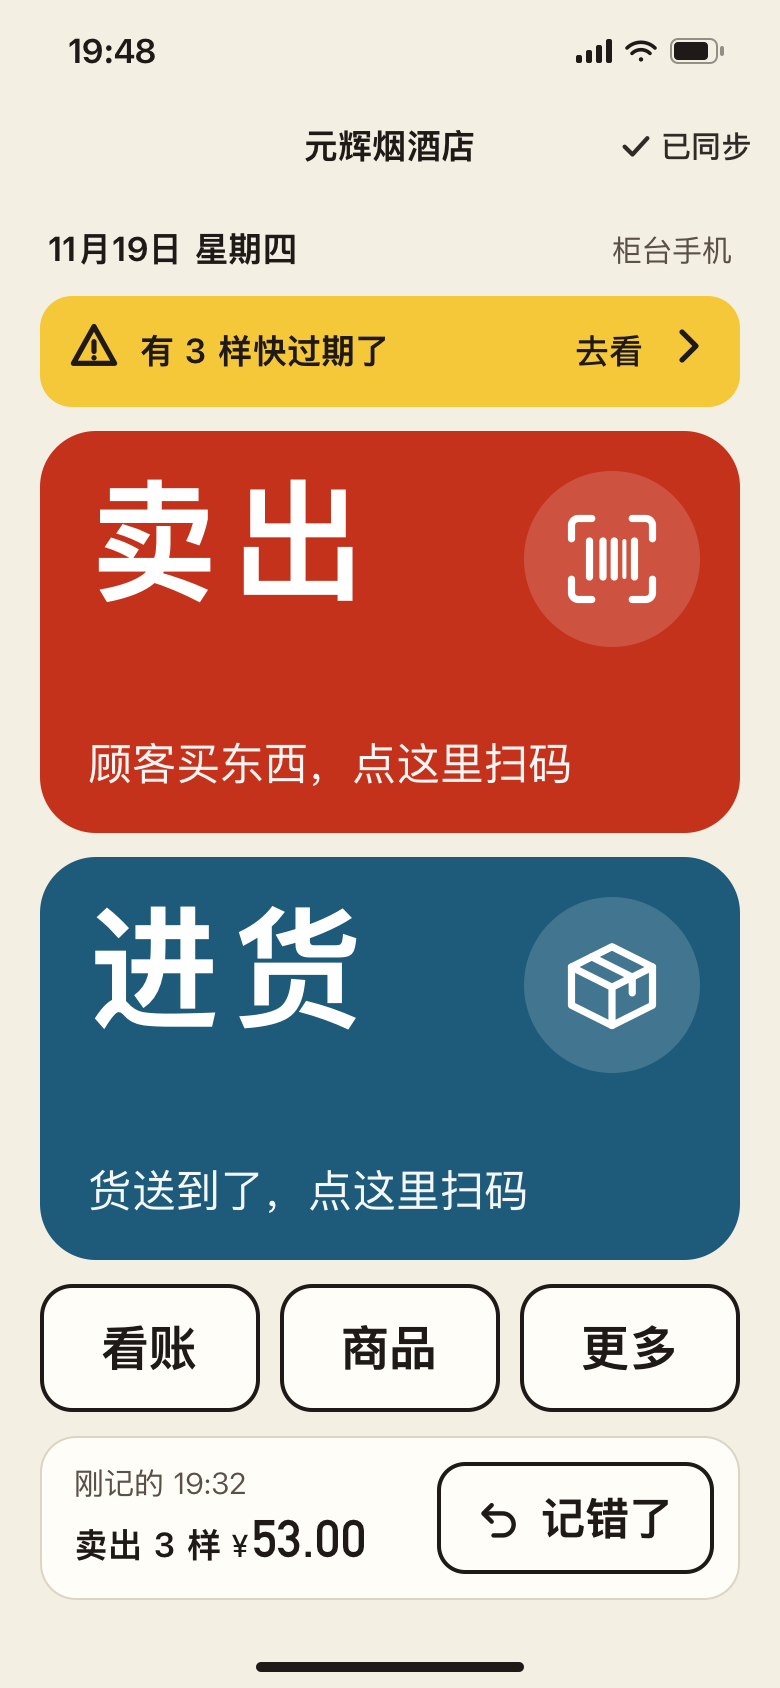 19:48
元辉烟酒店
已同步
11月19日 星期四
柜台手机
有 3 样快过期了
去看
卖出
顾客买东西，点这里扫码
进货
货送到了，点这里扫码
看账
商品
更多
刚记的 19:32
卖出 3 样 ¥53.00
记错了